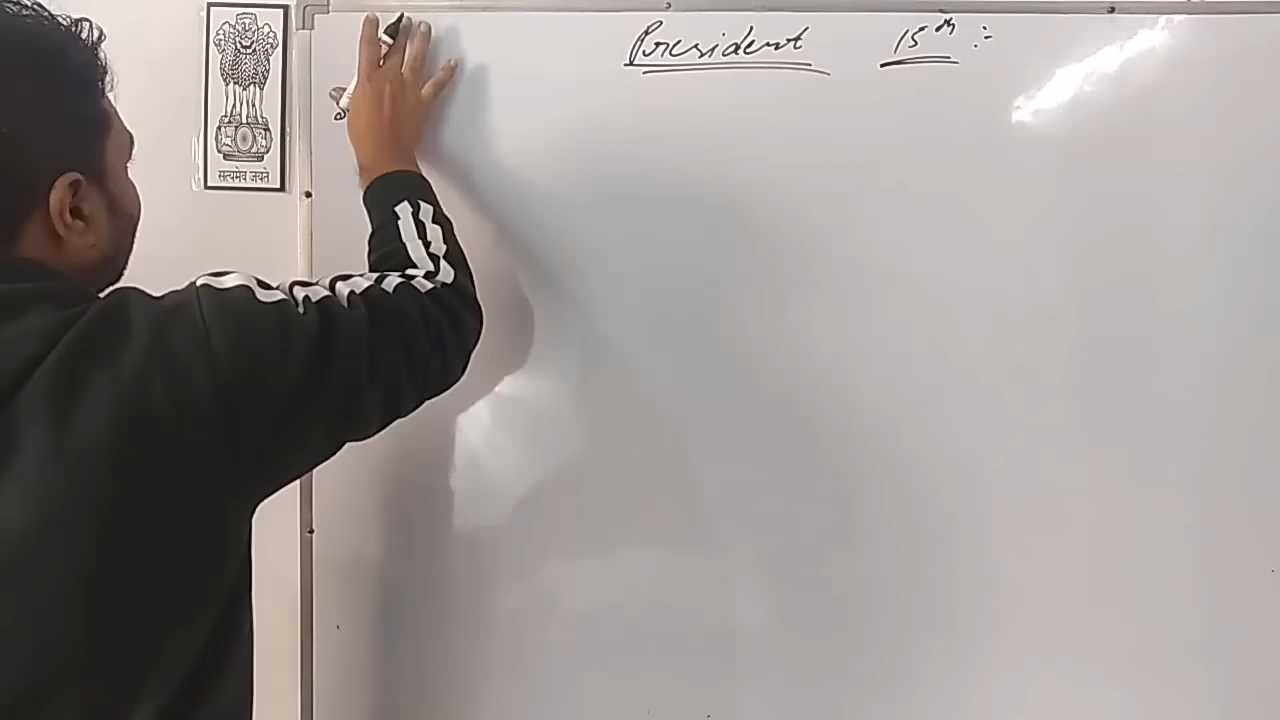 President 15th :-
सत्यमेव जयते